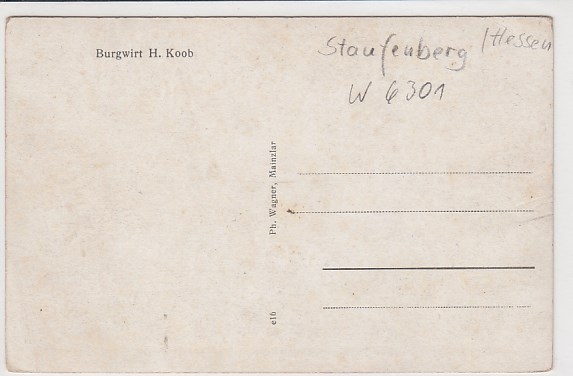 Burgwirt H. Koob
Staufenberg /Hessen
W 6301
Ph. Wagner, Mainzlar
e16